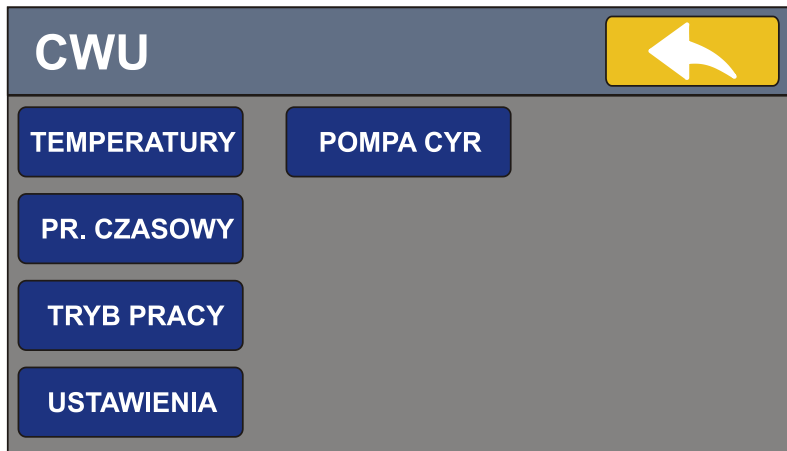 CWU
TEMPERATURY
POMPA CYR
PR. CZASOWY
TRYB PRACY
USTAWIENIA